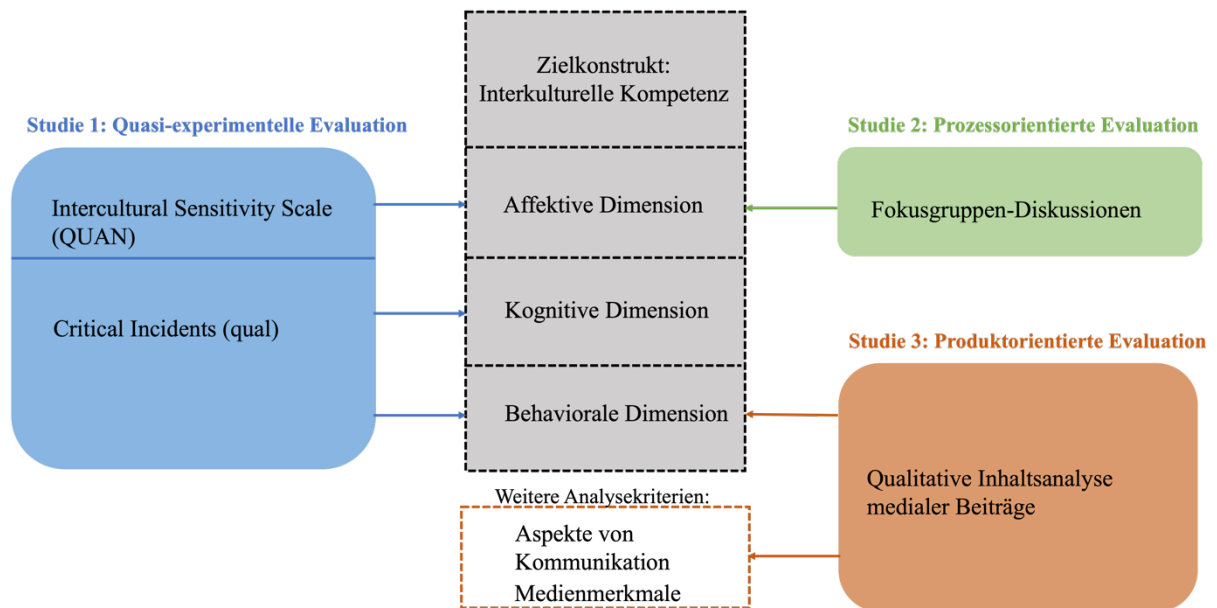 Studie 1: Quasi-experimentelle Evaluation
Intercultural Sensitivity Scale
(QUAN)
Critical Incidents (qual)
Zielkonstrukt:
Interkulturelle Kompetenz
Affektive Dimension
Kognitive Dimension
Behaviorale Dimension
Weitere Analysekriterien:
Aspekte von
Kommunikation
Medienmerkmale
Studie 2: Prozessorientierte Evaluation
Fokusgruppen-Diskussionen
Studie 3: Produktorientierte Evaluation
Qualitative Inhaltsanalyse
medialer Beiträge